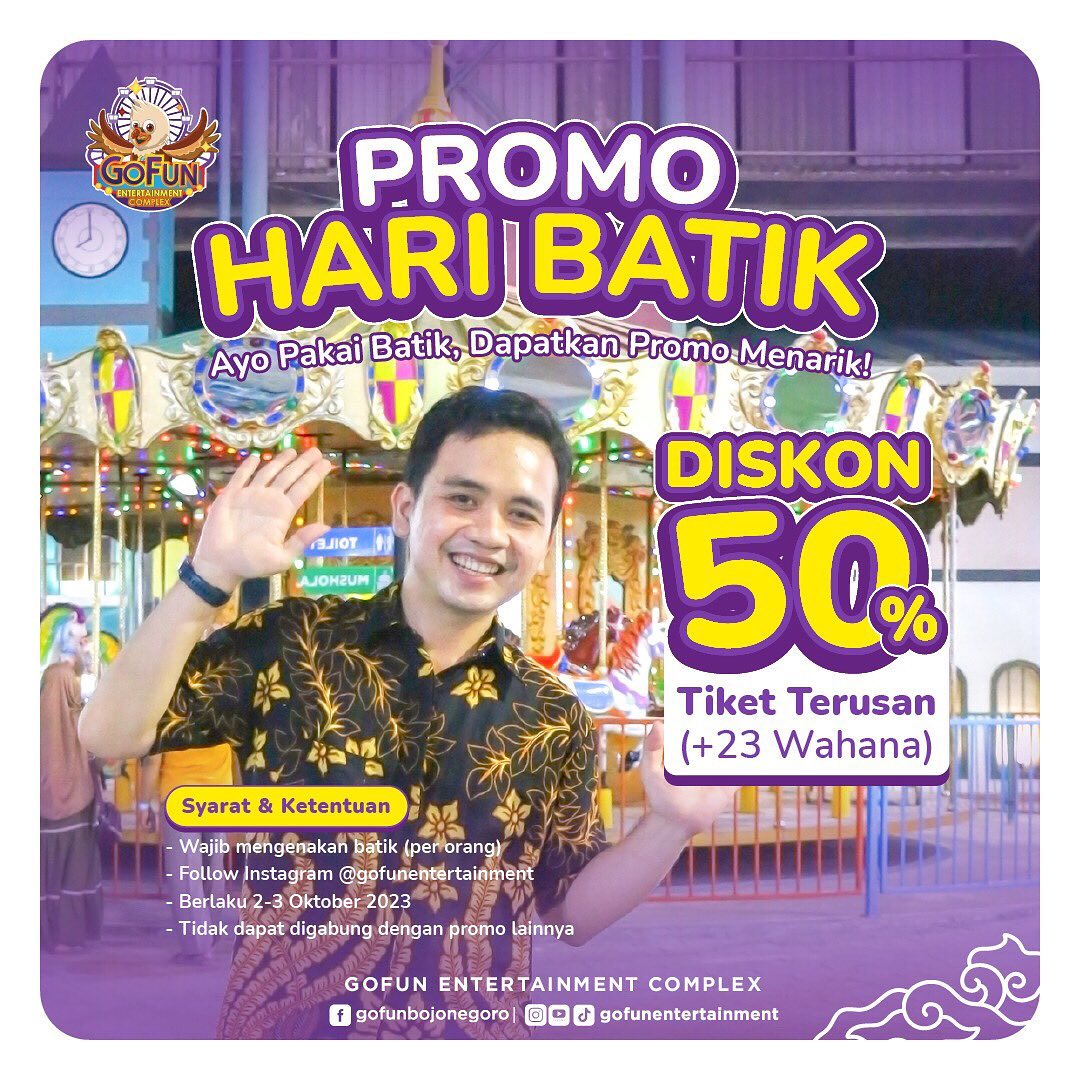 GOFUN
ENTERTAINMENT
COMPLEX
PROMO
HARI BATIK
Ayo Pakai Batik, Dapatkan Promo Menarik!
DISKON
50%
Tiket Terusan
(+23 Wahana)
TOILET
MUSHOLA
Syarat & Ketentuan
- Wajib mengenakan batik (per orang)
- Follow Instagram @gofunentertainment
- Berlaku 2-3 Oktober 2023
- Tidak dapat digabung dengan promo lainnya
GOFUN ENTERTAINMENT COMPLEX
f gofunbojonegoro | gofunentertainment